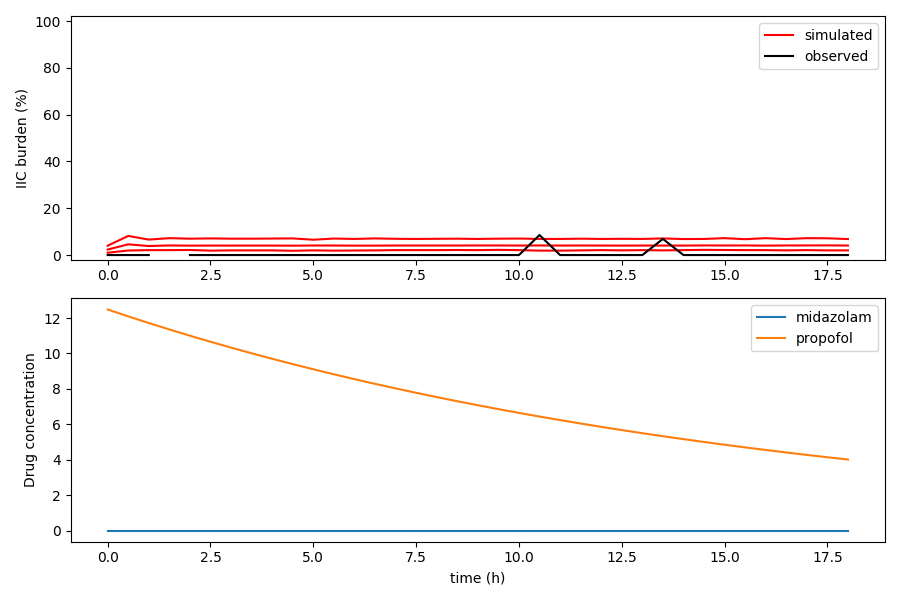 100
80
60
40
20
0
IIC burden (%)
simulated
observed
0.0 2.5 5.0 7.5 10.0 12.5 15.0 17.5
12
10
8
6
4
2
0
Drug concentration
midazolam
propofol
0.0 2.5 5.0 7.5 10.0 12.5 15.0 17.5
time (h)